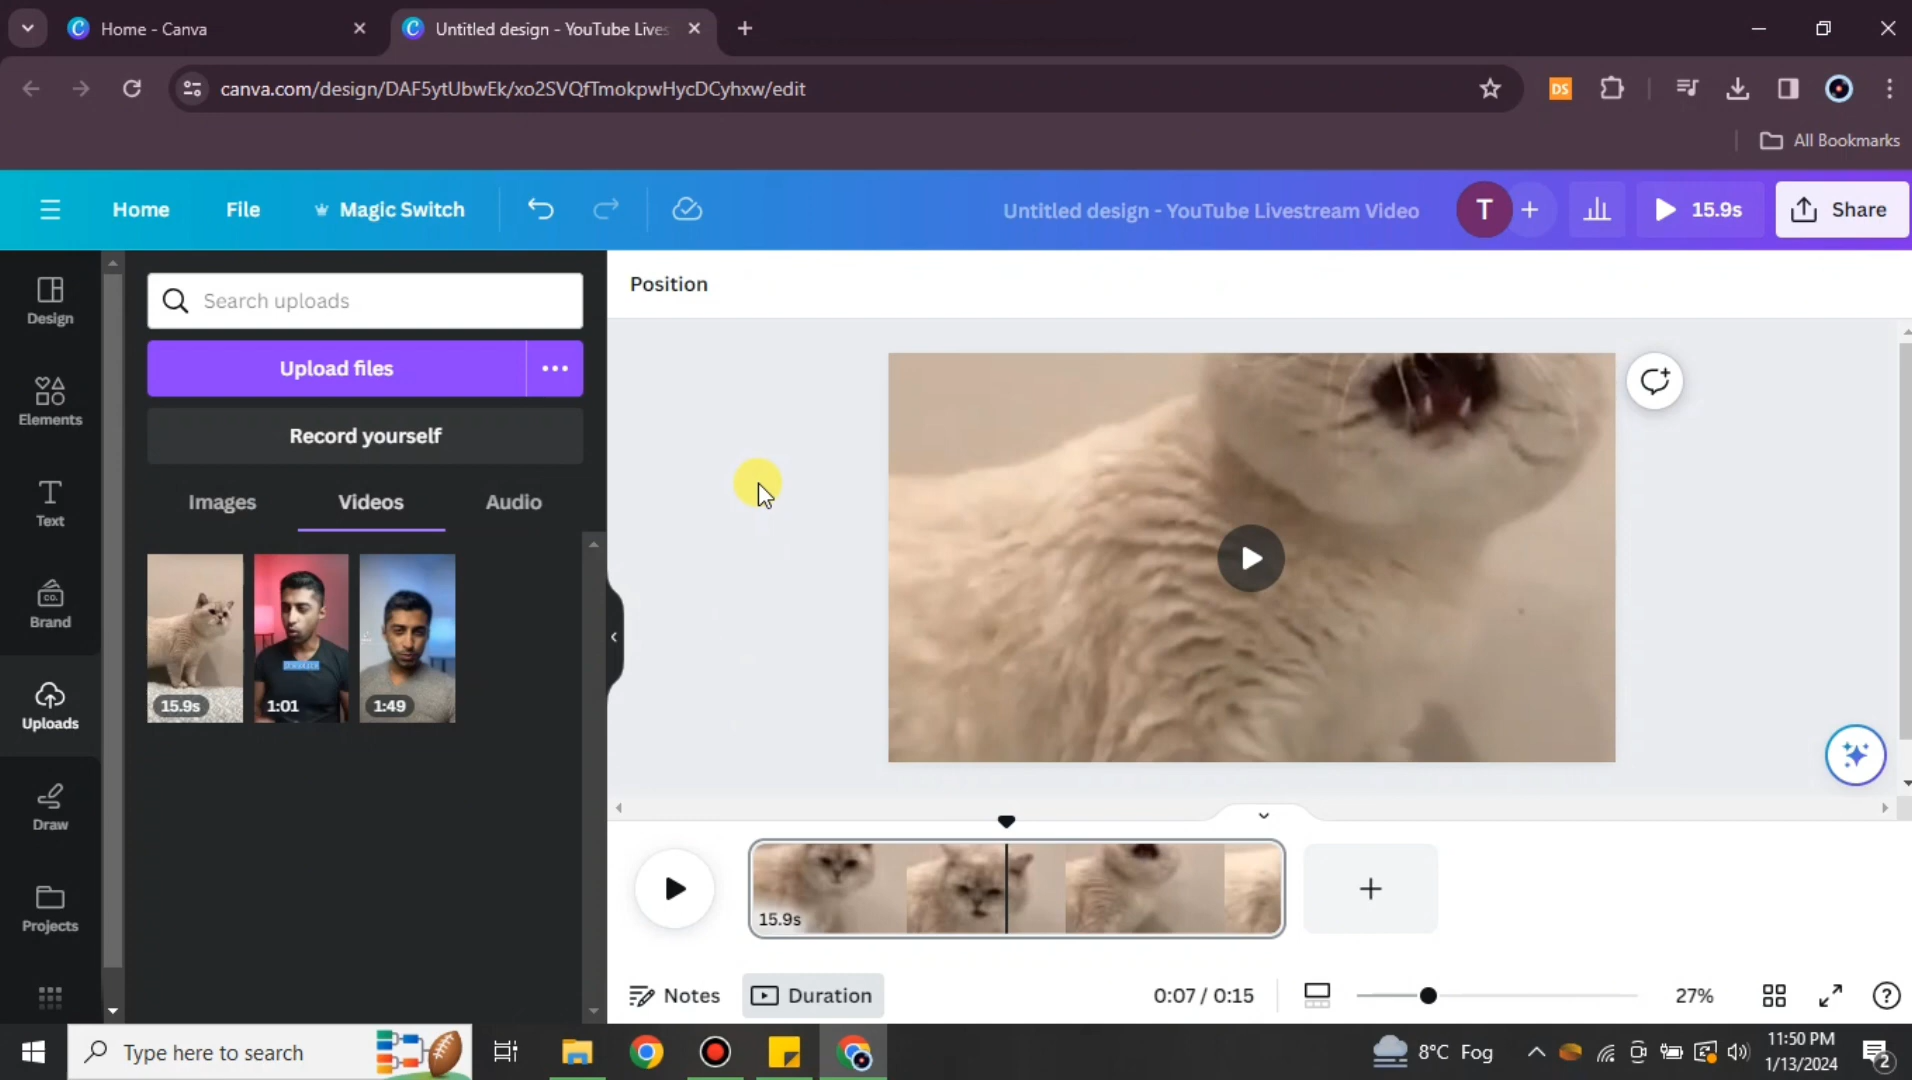 Home - Canva
Untitled design - YouTube Lives
canva.com/design/DAF5ytUbwEk/xo2SVQfTmokpwHycDCyhxw/edit
DS
All Bookmarks
Home
File
Magic Switch
Untitled design - YouTube Livestream Video
T
15.9s
Share
Design
Elements
Text
CO.
Brand
Uploads
Draw
Projects
Search uploads
Upload files
Record yourself
Images
Videos
Audio
15.9s
1:01
1:49
Position
15.9s
Notes
Duration
0:07 / 0:15
27%
Type here to search
8°C Fog
11:50 PM
1/13/2024
2